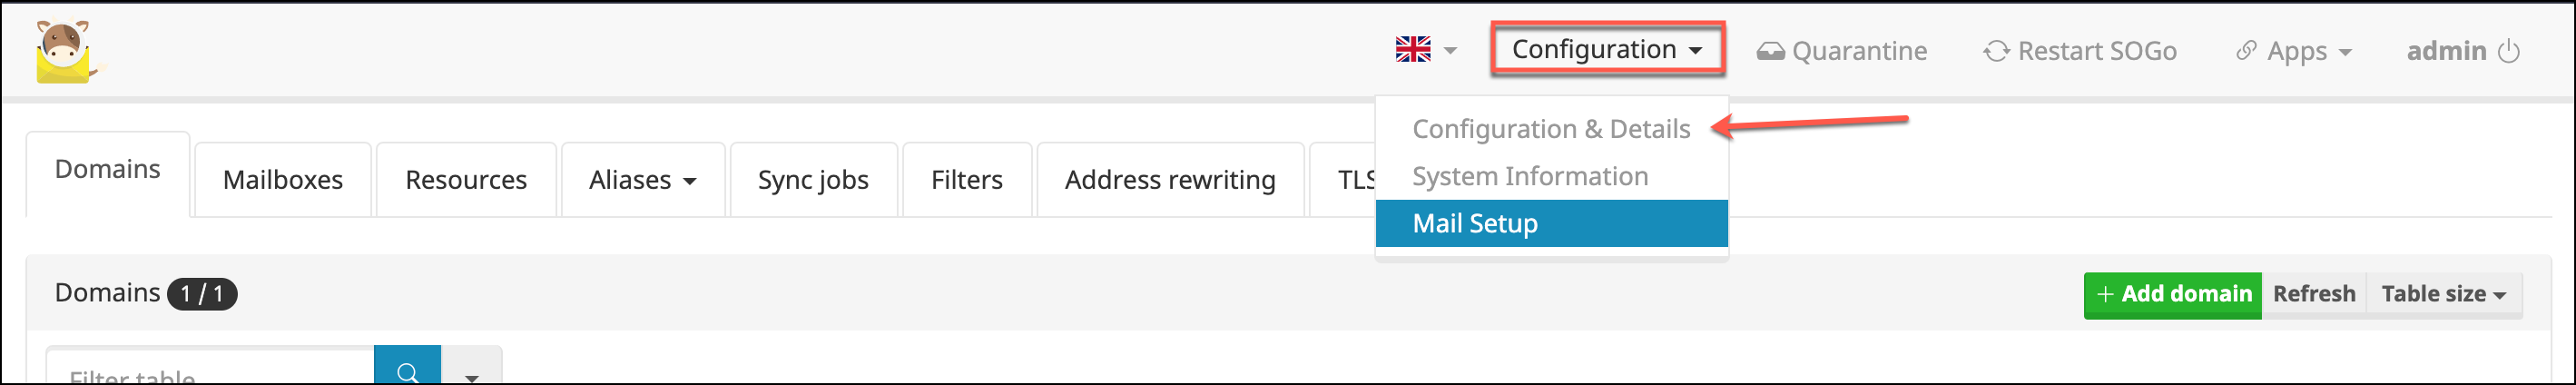 Configuration Quarantine Restart SOGo Apps admin
Configuration & Details
System Information
Mail Setup
Domains Mailboxes Resources Aliases Sync jobs Filters Address rewriting TLS
Domains 1 / 1 + Add domain Refresh Table size
Filter table